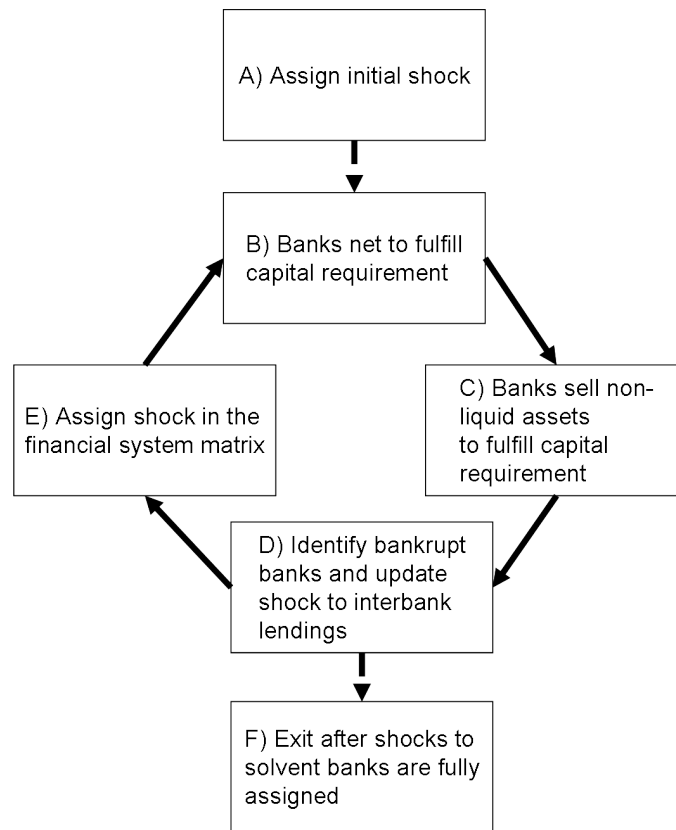 A) Assign initial shock
B) Banks net to fulfill
capital requirement
C) Banks sell non-
liquid assets
to fulfill capital
requirement
D) Identify bankrupt
banks and update
shock to interbank
lendings
E) Assign shock in the
financial system matrix
F) Exit after shocks to
solvent banks are fully
assigned